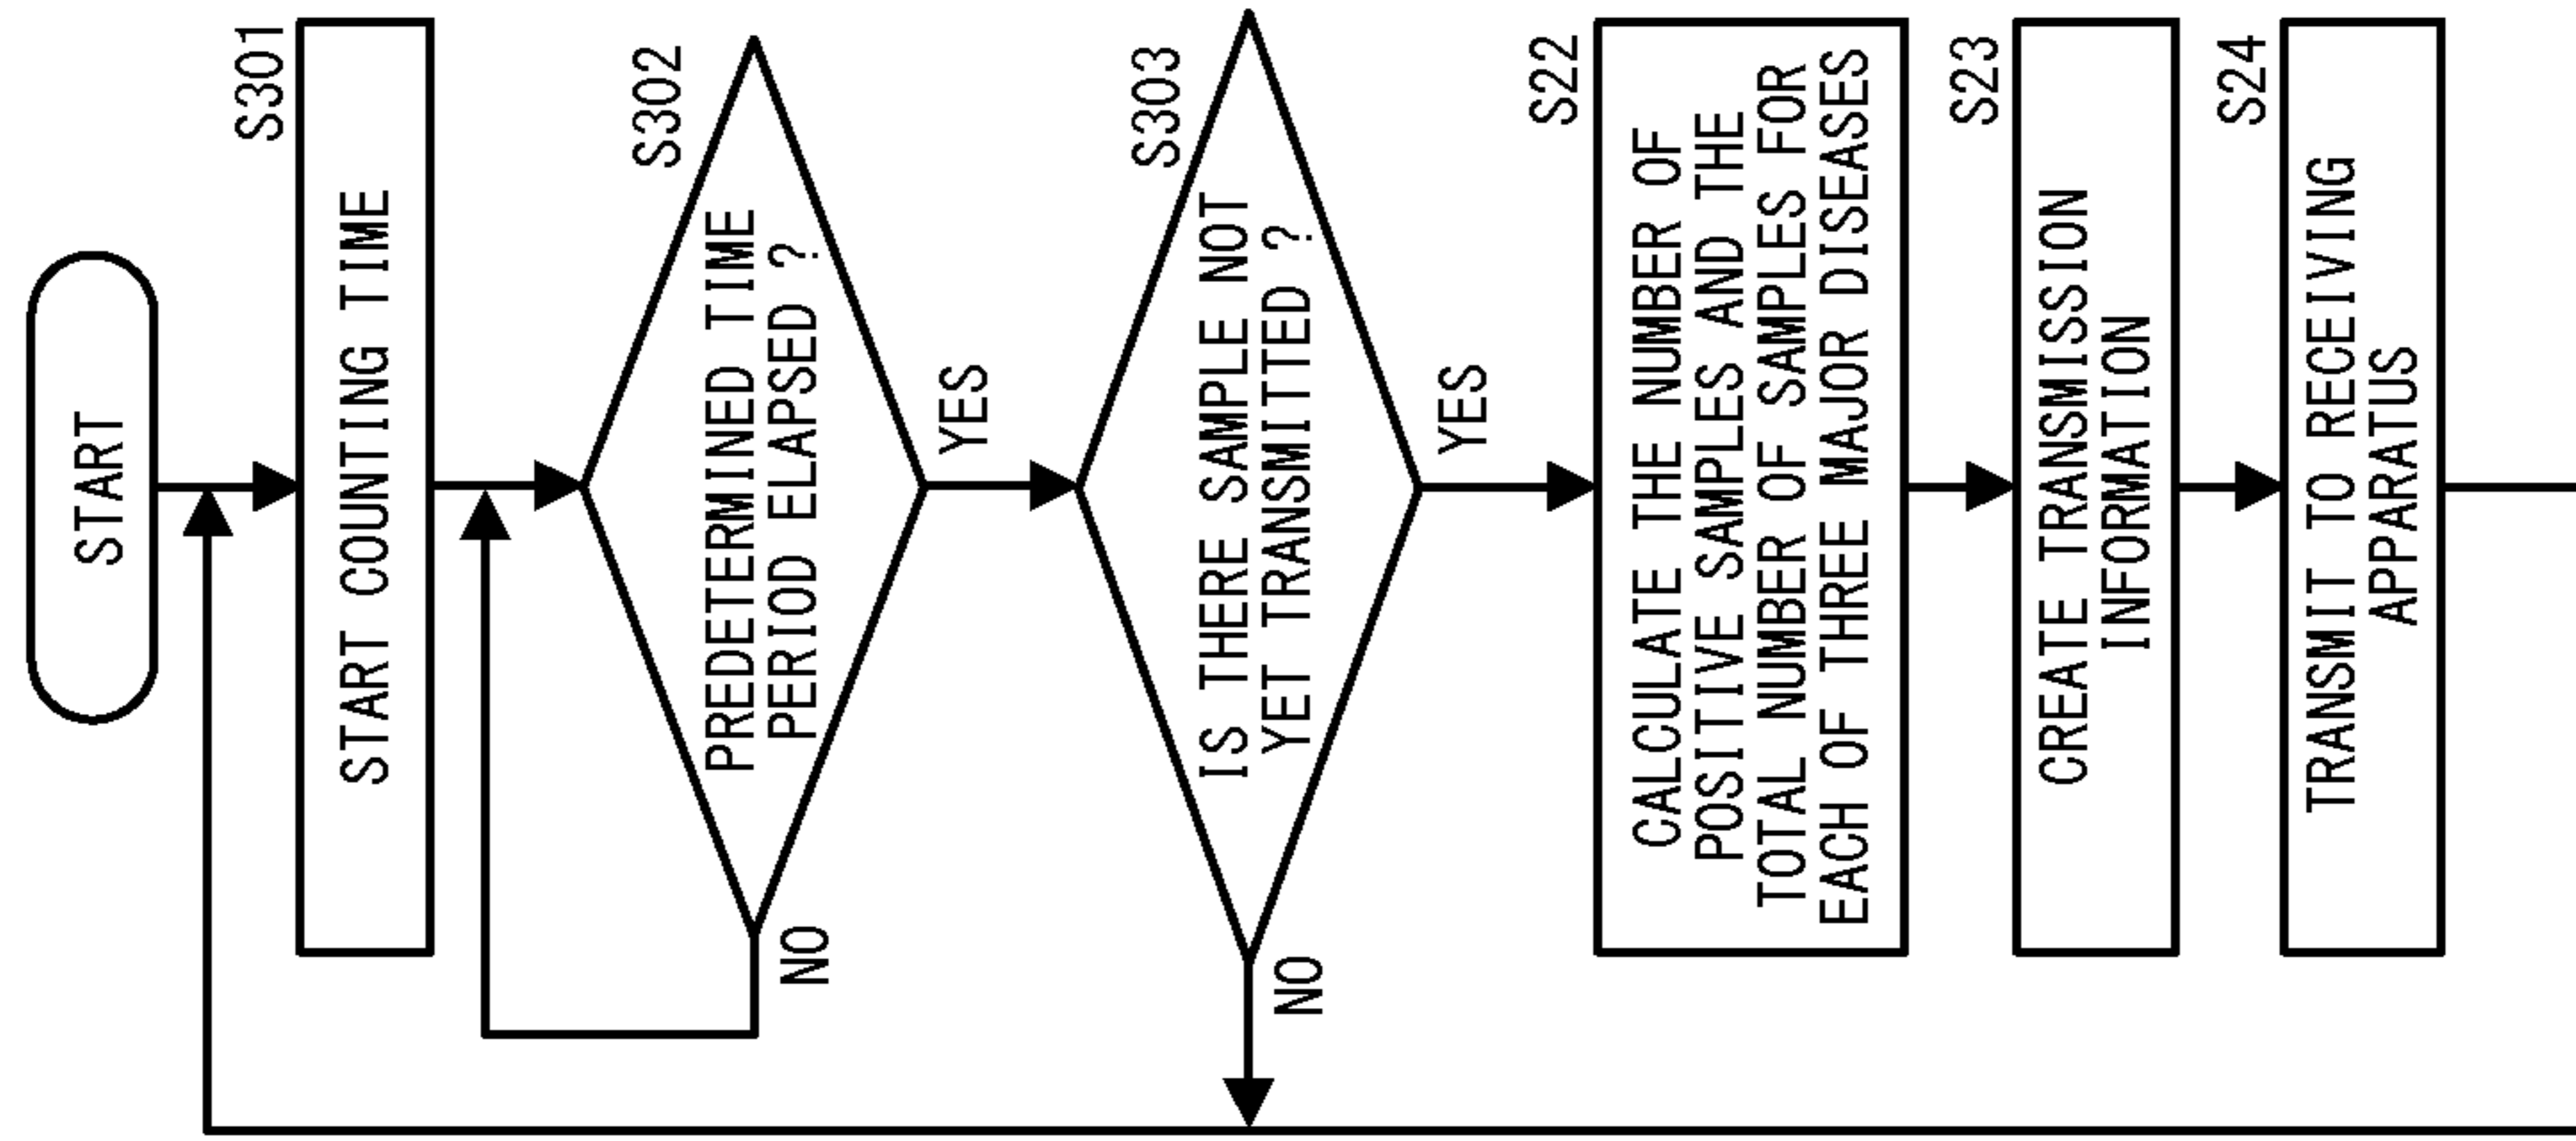 START
S301
START COUNTING TIME
S302
PREDETERMINED TIME
PERIOD ELAPSED ?
NO
YES
S303
IS THERE SAMPLE NOT
YET TRANSMITTED ?
NO
YES
S22
CALCULATE THE NUMBER OF
POSITIVE SAMPLES AND THE
TOTAL NUMBER OF SAMPLES FOR
EACH OF THREE MAJOR DISEASES
S23
CREATE TRANSMISSION
INFORMATION
S24
TRANSMIT TO RECEIVING
APPARATUS